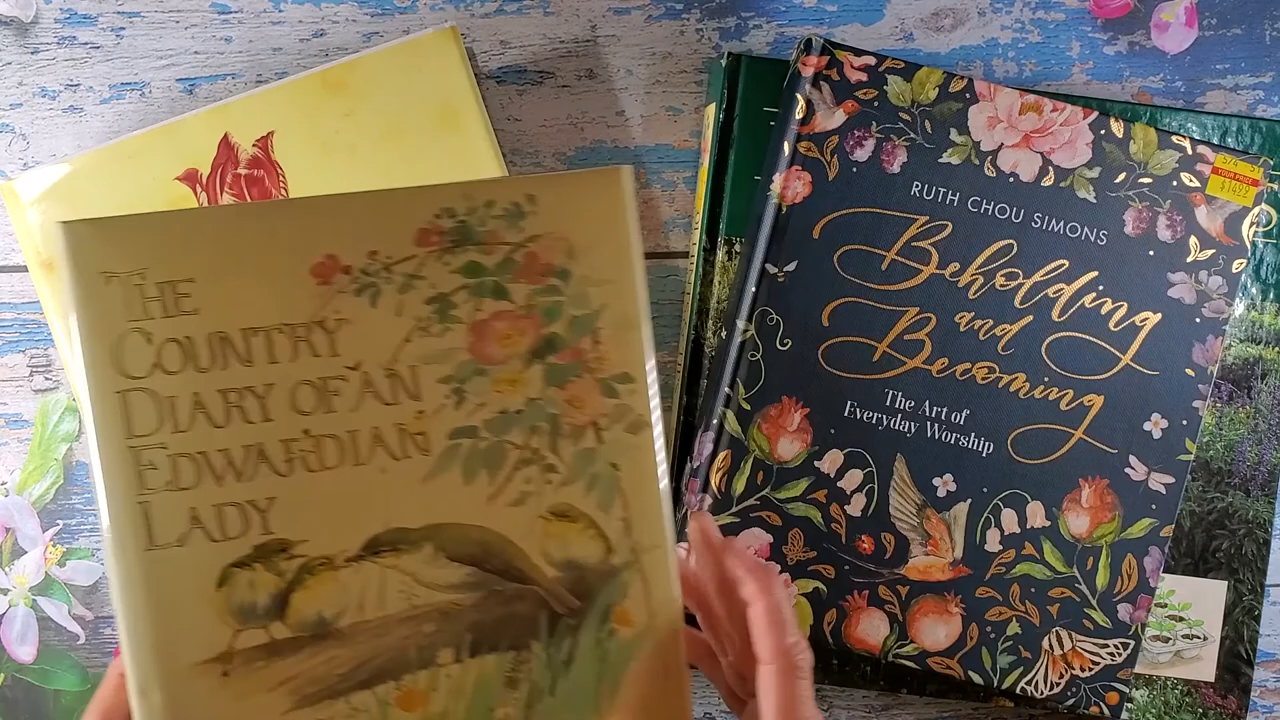 THE
COUNTRY
DIARY OF AN
EDWARDIAN
LADY
RUTH CHOU SIMONS
Beholding
and
Becoming
The Art of
Everyday Worship
YOUR PRICE